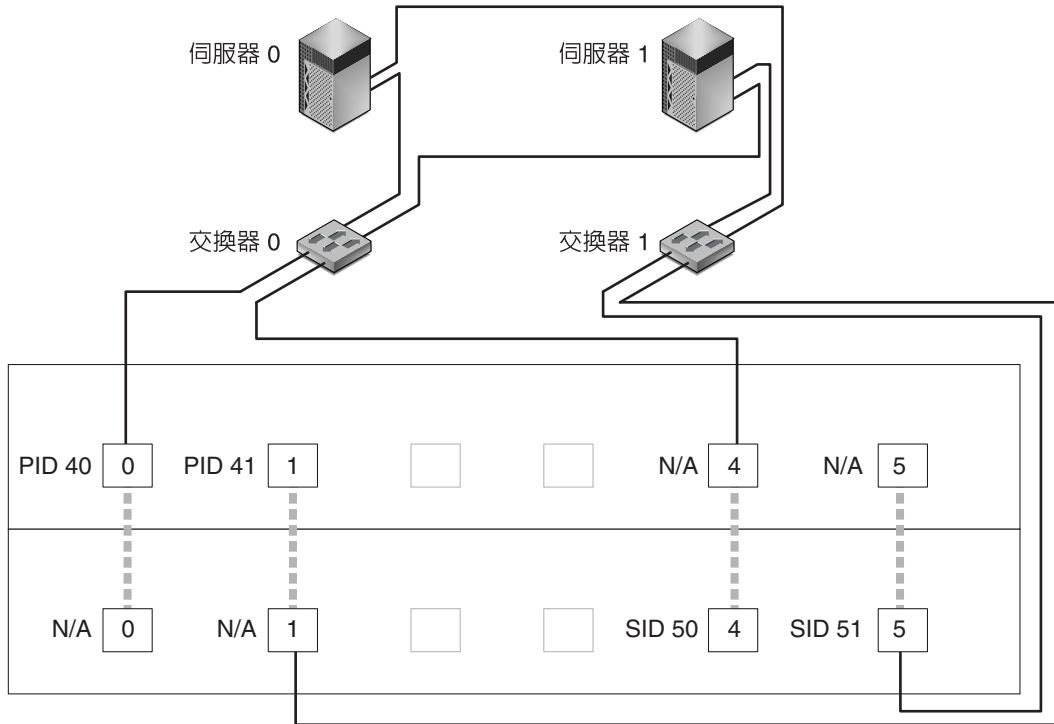 伺服器 0
伺服器 1
交換器 0
交換器 1
PID 40 0
PID 41 1
N/A 4
N/A 5
N/A 0
N/A 1
SID 50 4
SID 51 5